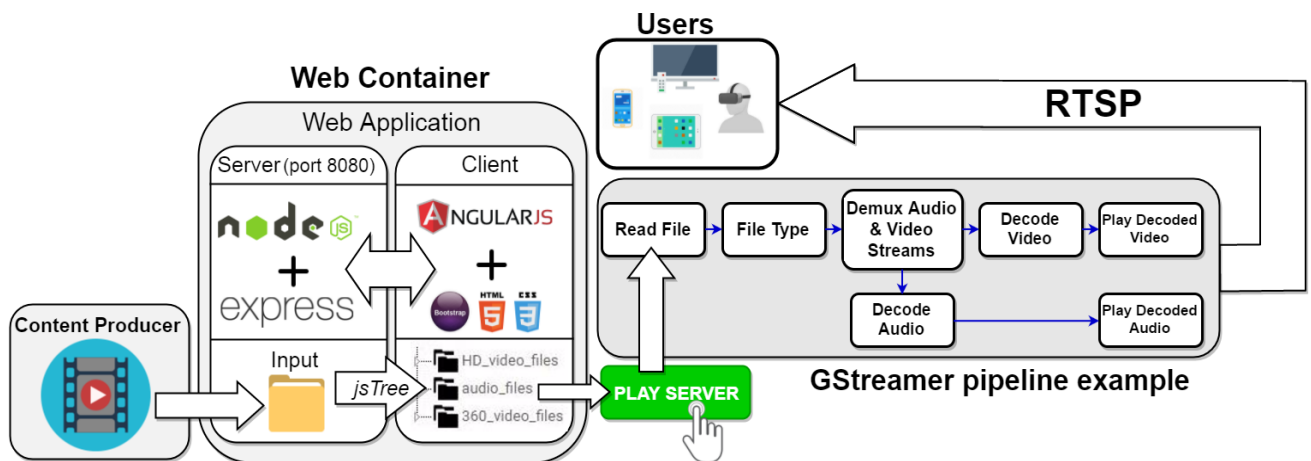 Users
Web Container
RTSP
Web Application
Server (port 8080)
Client
node
js
ANGULARJS
+
+
express
Bootstrap
HTML
5
CSS
3
Read File
File Type
Demux Audio
& Video
Streams
Decode
Video
Play Decoded
Video
Decode
Audio
Play Decoded
Audio
Content Producer
Input
jsTree
HD_video_files
audio_files
360_video_files
PLAY SERVER
GStreamer pipeline example